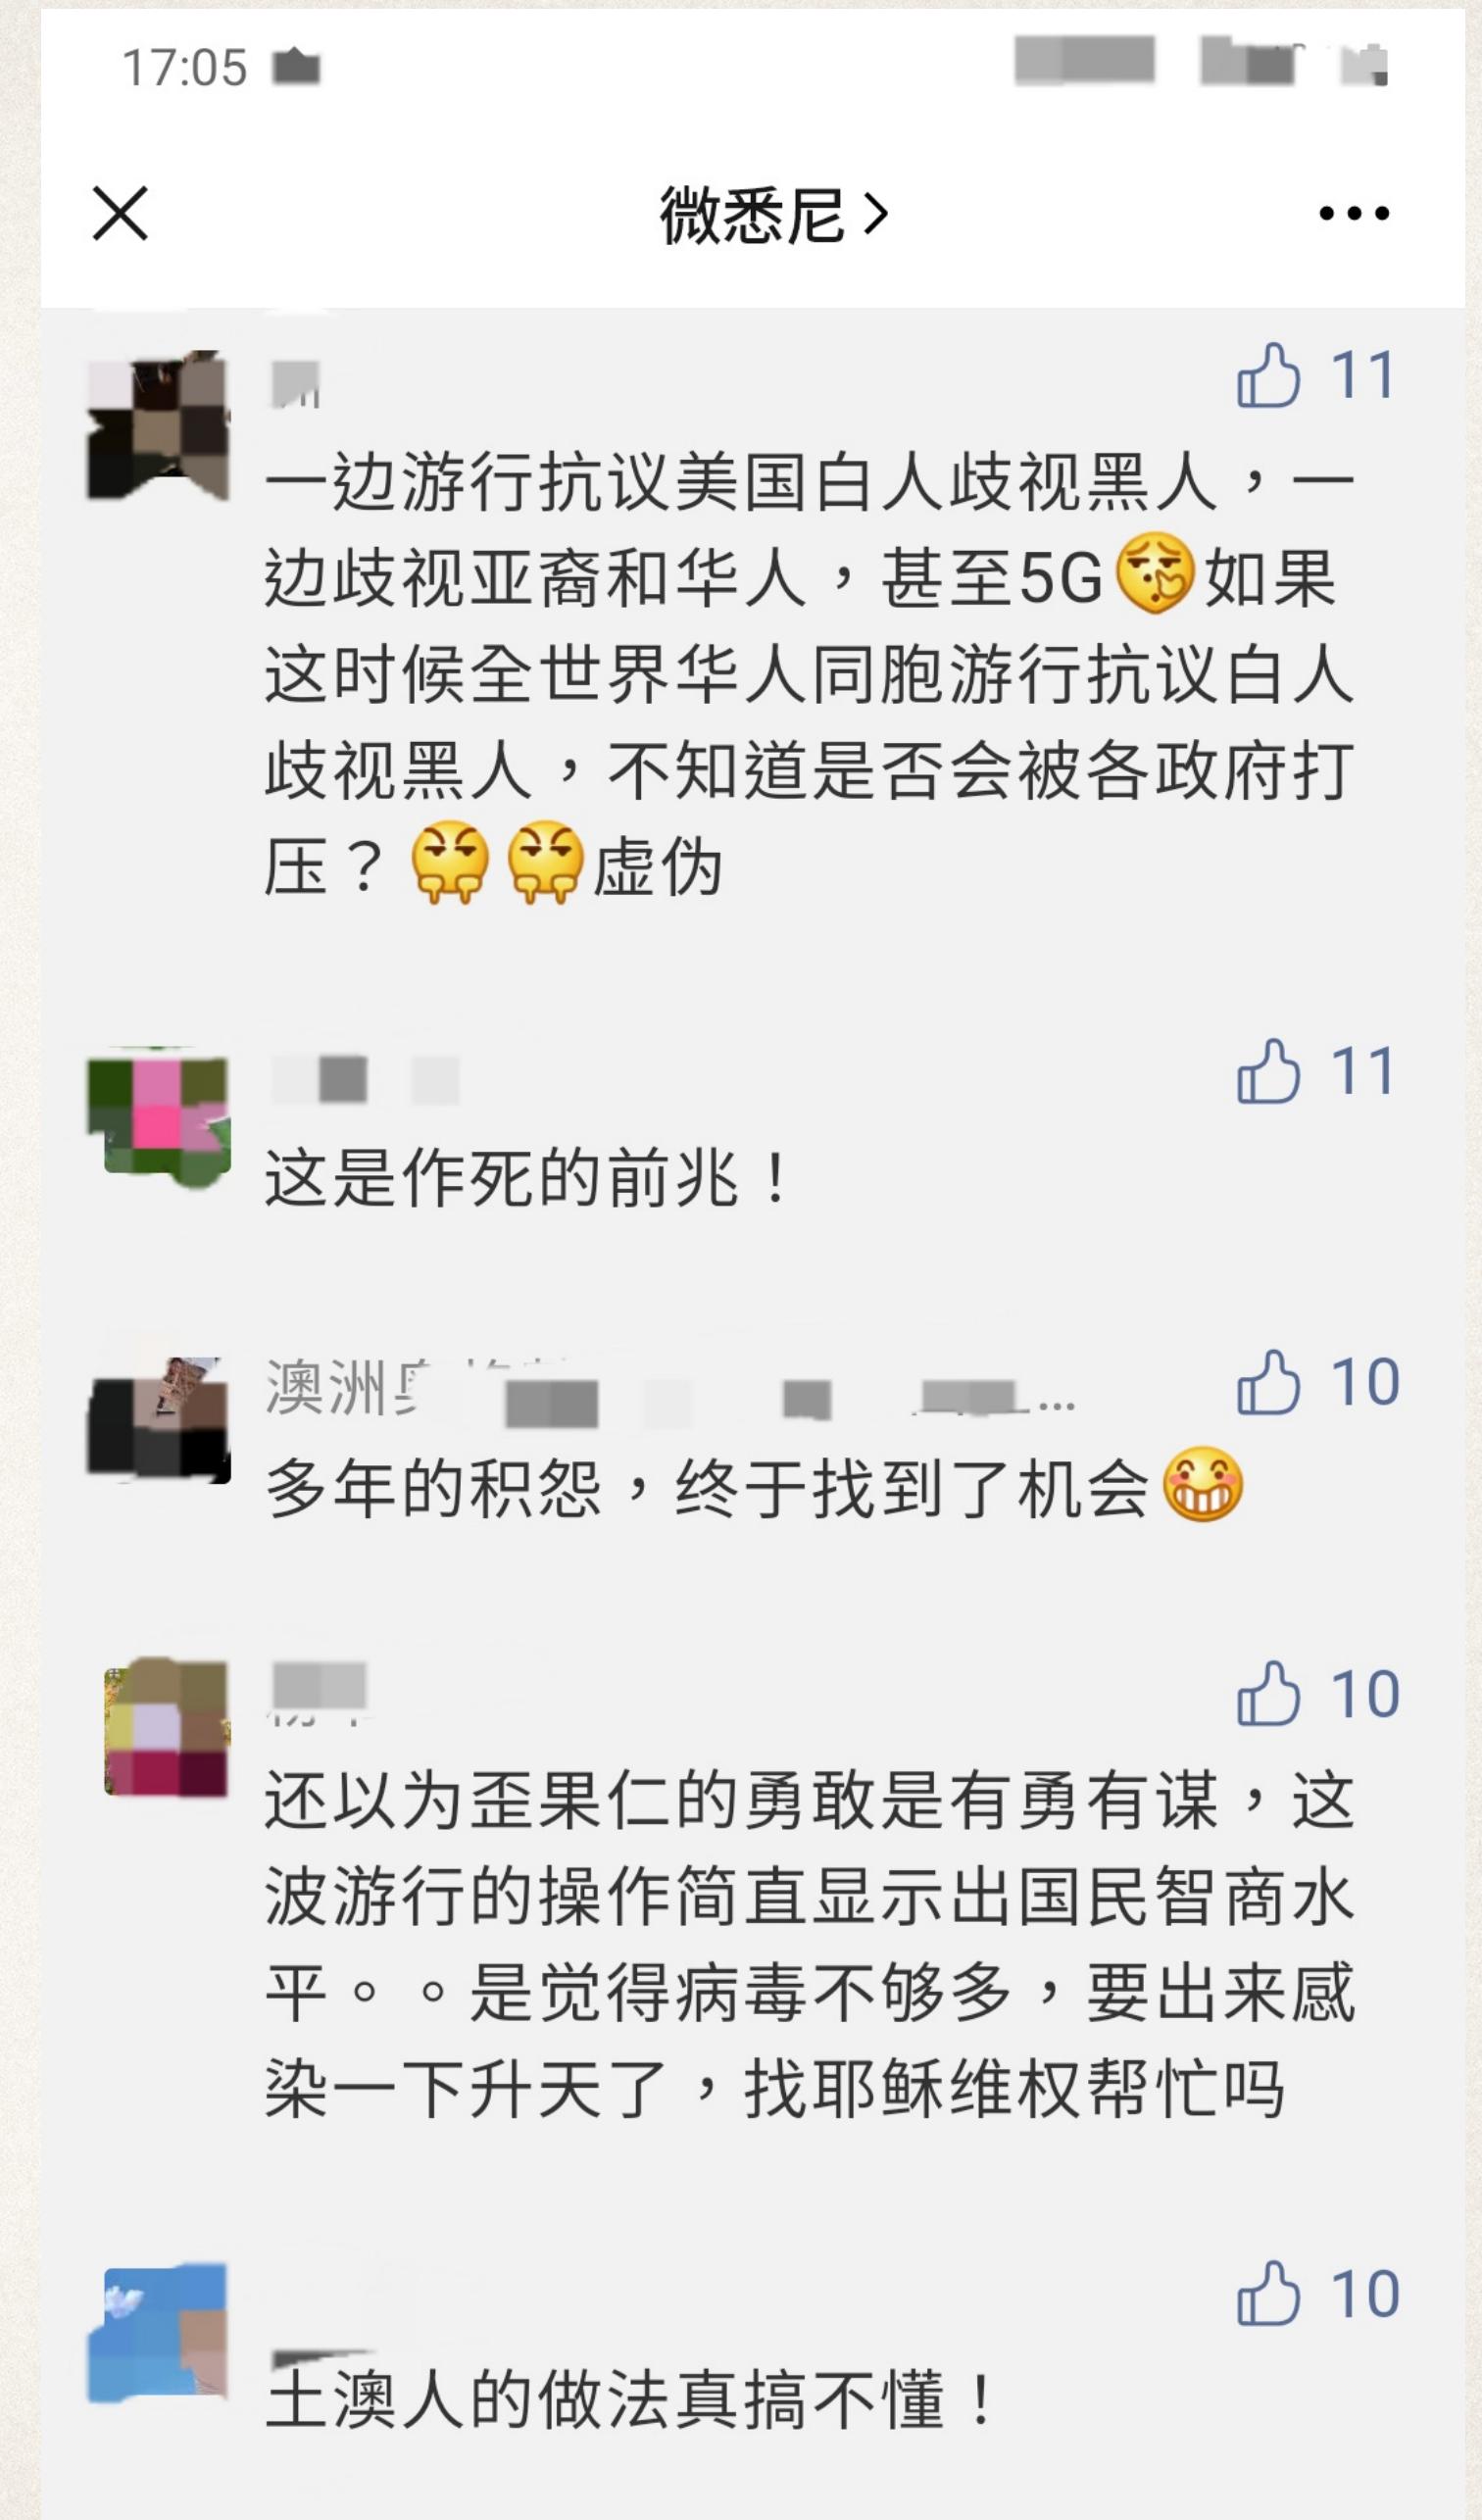 17:05
微悉尼
11
一边游行抗议美国白人歧视黑人，一
边歧视亚裔和华人，甚至5G如果
这时候全世界华人同胞游行抗议白人
歧视黑人，不知道是否会被各政府打
压？虚伪
11
这是作死的前兆！
澳洲 ... 10
多年的积怨，终于找到了机会
10
还以为歪果仁的勇敢是有勇有谋，这
波游行的操作简直显示出国民智商水
平。。是觉得病毒不够多，要出来感
染一下升天了，找耶稣维权帮忙吗
10
土澳人的做法真搞不懂！